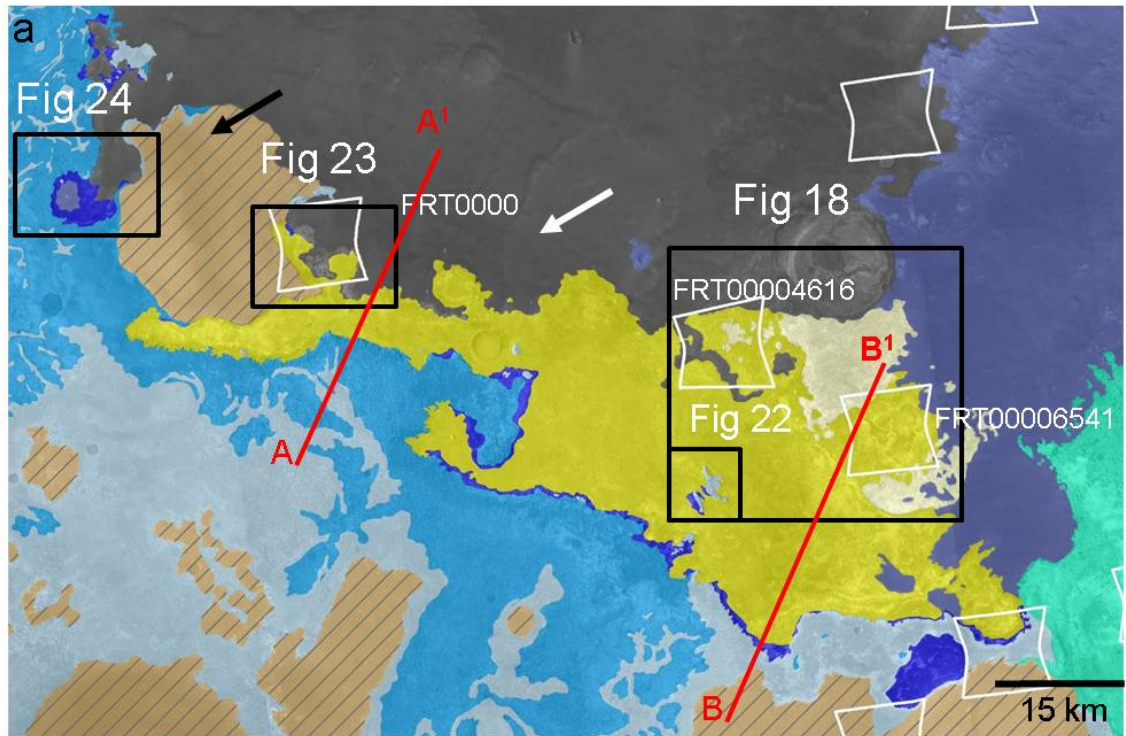 a
Fig 24
A¹
Fig 23
FRT0000
Fig 18
FRT00004616
B¹
Fig 22
FRT00006541
A
B
15 km